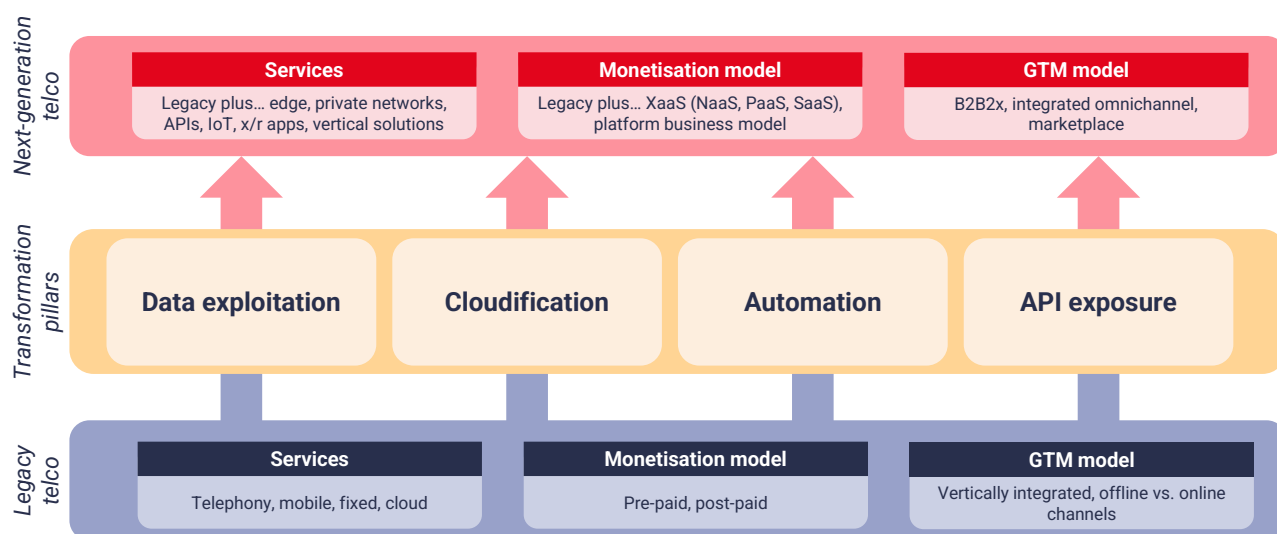 Next-generation
telco
Services
Legacy plus… edge, private networks,
APIs, IoT, x/r apps, vertical solutions
Monetisation model
Legacy plus… XaaS (NaaS, PaaS, SaaS),
platform business model
GTM model
B2B2x, integrated omnichannel,
marketplace
Transformation
pillars
Data exploitation
Cloudification
Automation
API exposure
Legacy
telco
Services
Telephony, mobile, fixed, cloud
Monetisation model
Pre-paid, post-paid
GTM model
Vertically integrated, offline vs. online
channels